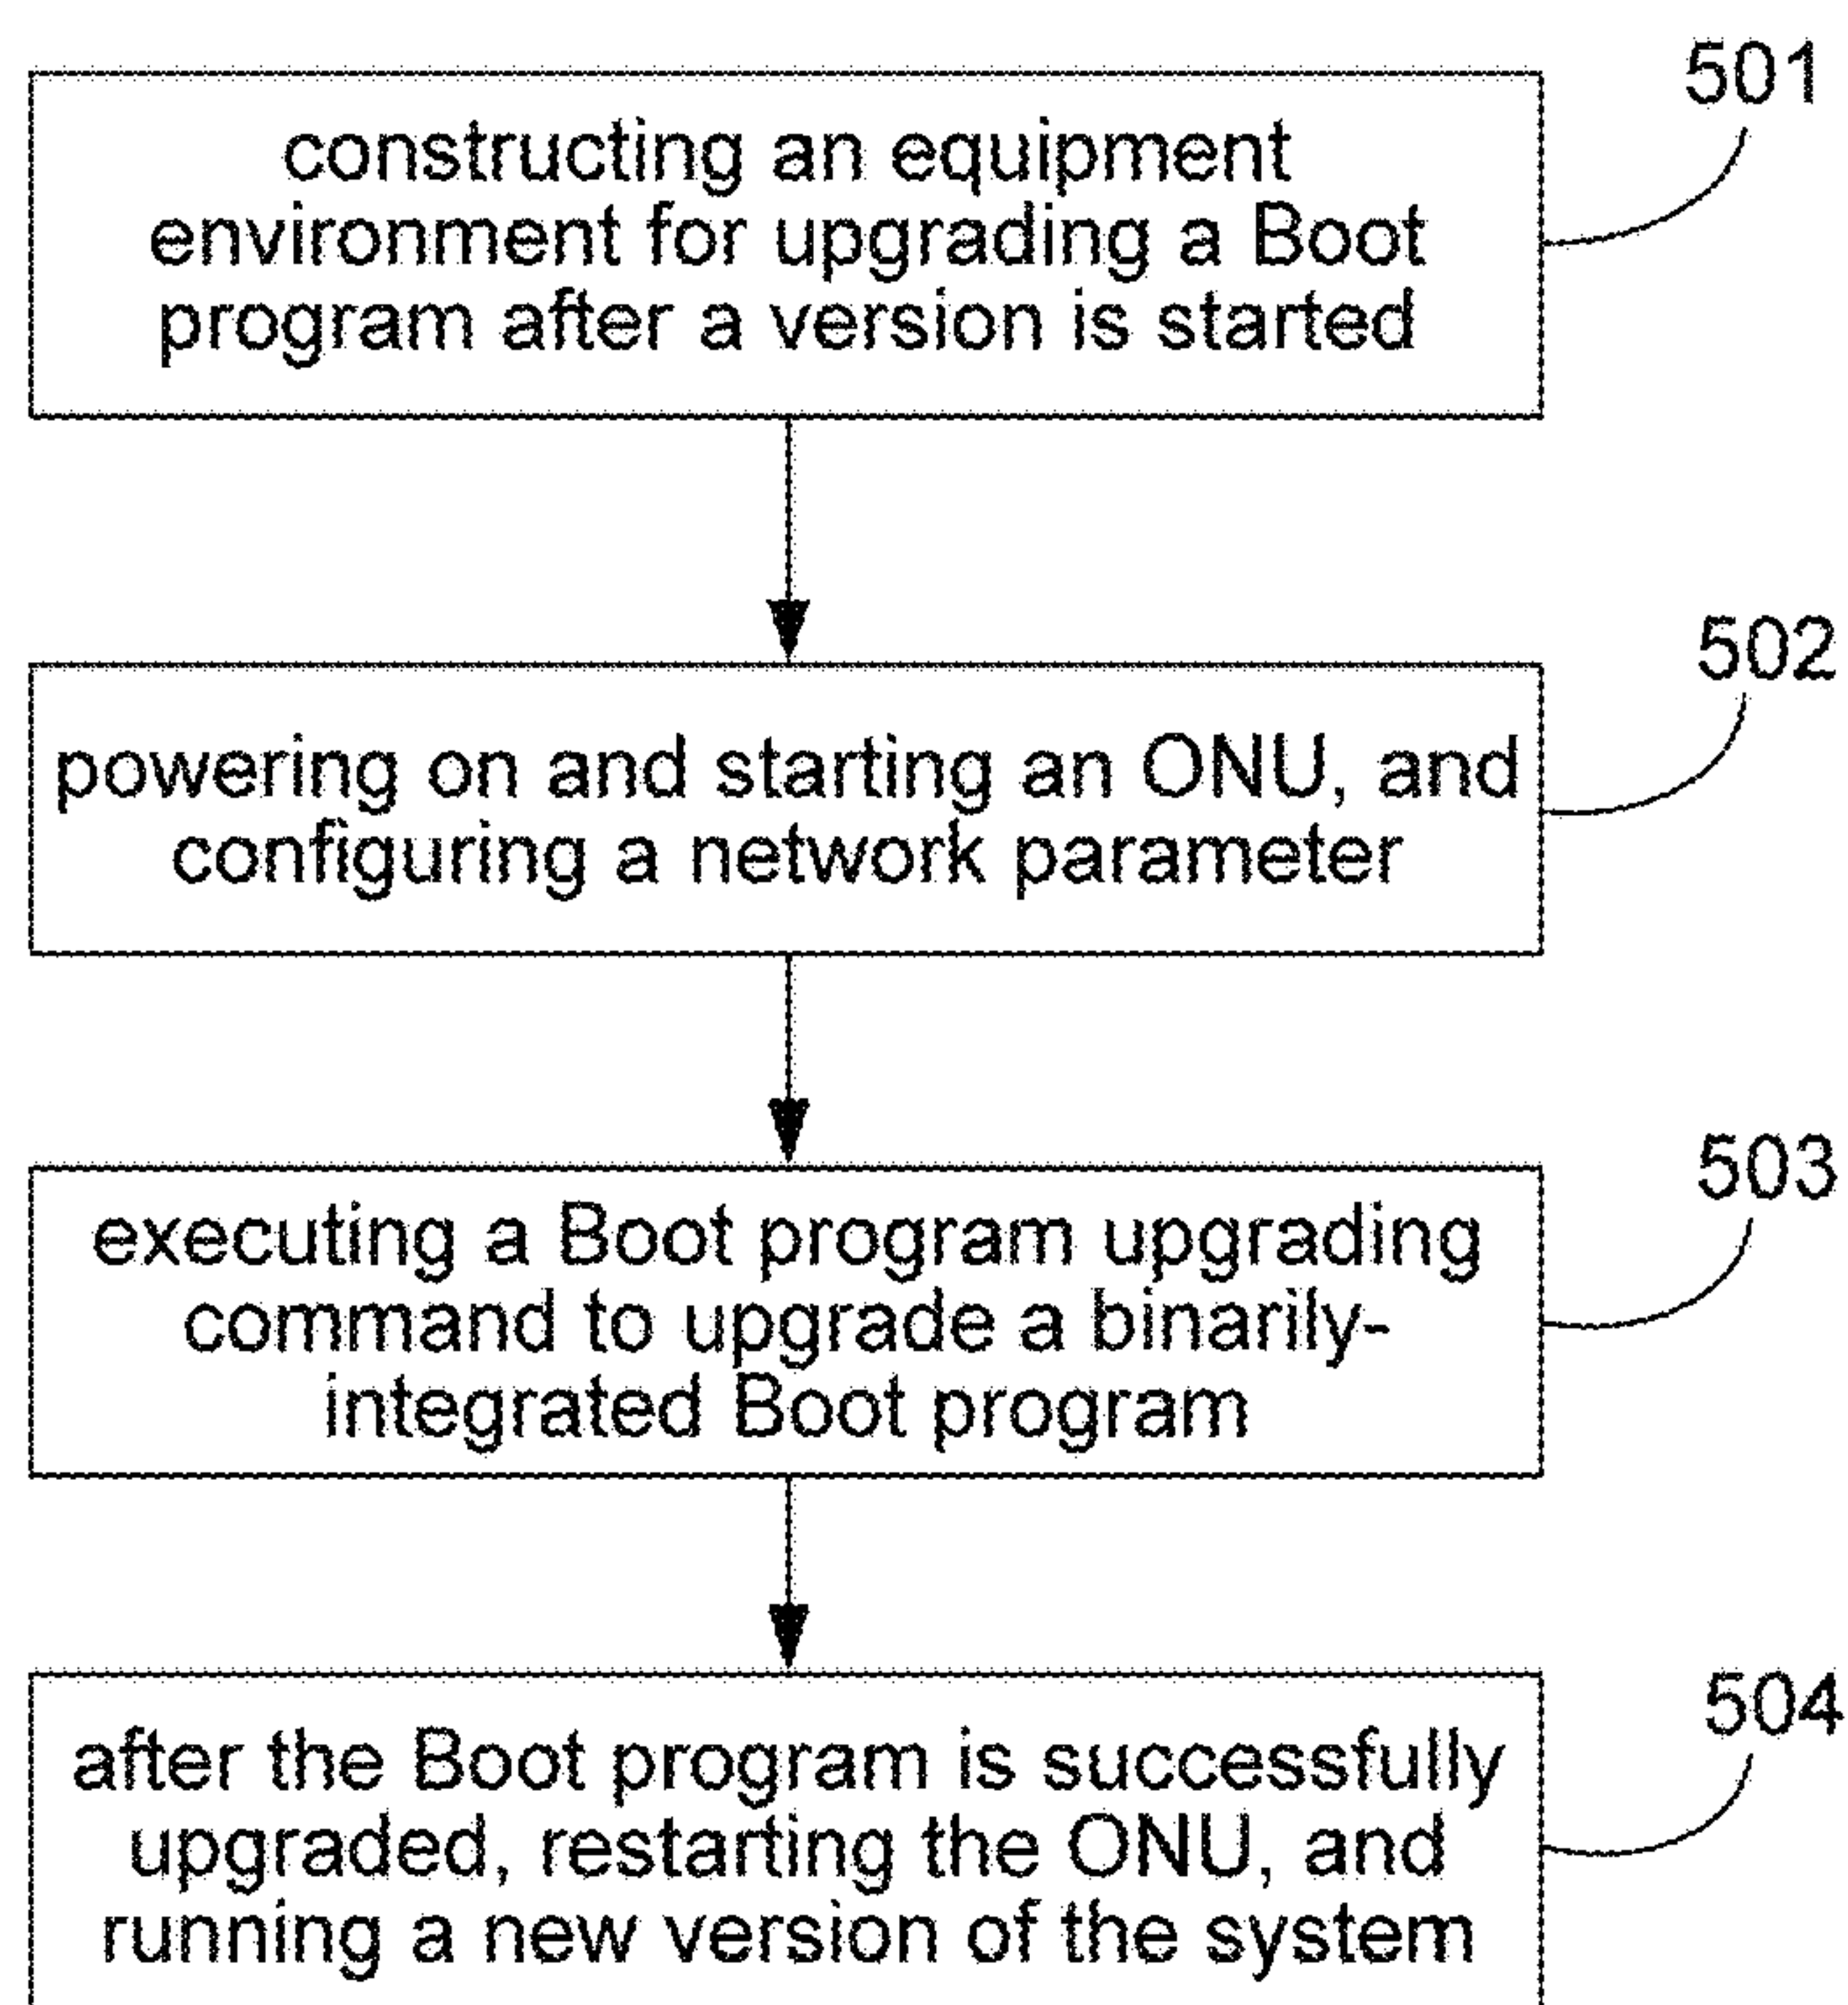 501
constructing an equipment
environment for upgrading a Boot
program after a version is started
502
powering on and starting an ONU, and
configuring a network parameter
503
executing a Boot program upgrading
command to upgrade a binarily-
integrated Boot program
504
after the Boot program is successfully
upgraded, restarting the ONU, and
running a new version of the system